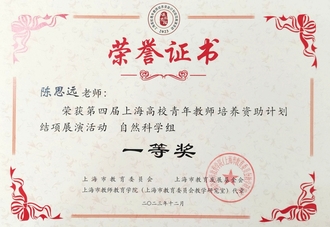 荣誉证书
陈思远老师：
荣获第四届上海高校青年教师培养资助计划
结项展演活动 自然科学组
一等奖
上海市教育委员会 上海市教育发展基金会
上海市教师教育学院（上海市教育委员会教学研究室）代章
二〇二三年十二月